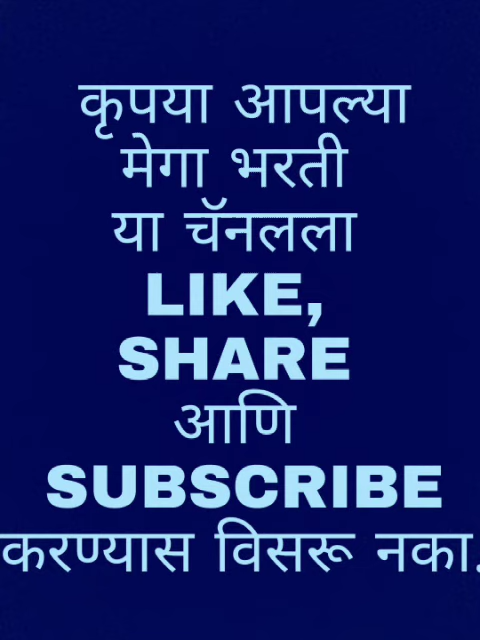 कृपया आपल्या
मेगा भरती
या चॅनलला
LIKE,
SHARE
आणि
SUBSCRIBE
करण्यास विसरू नका.